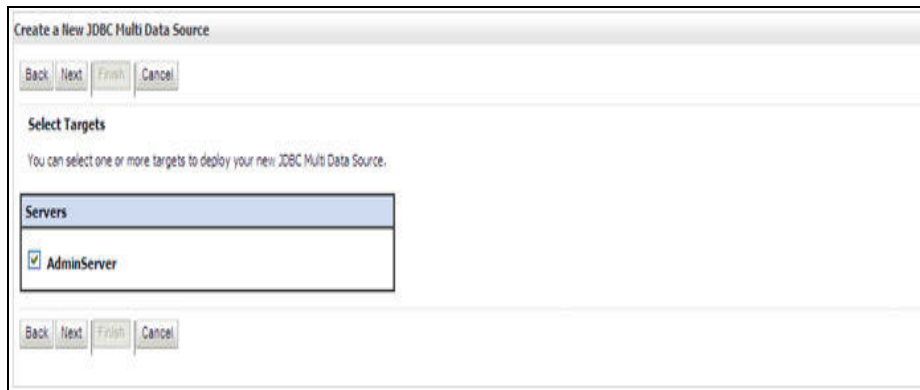 Create a New JDBC Multi Data Source
Back Next Finish Cancel
Select Targets
You can select one or more targets to deploy your new JDBC Multi Data Source.
Servers
AdminServer
Back Next Finish Cancel